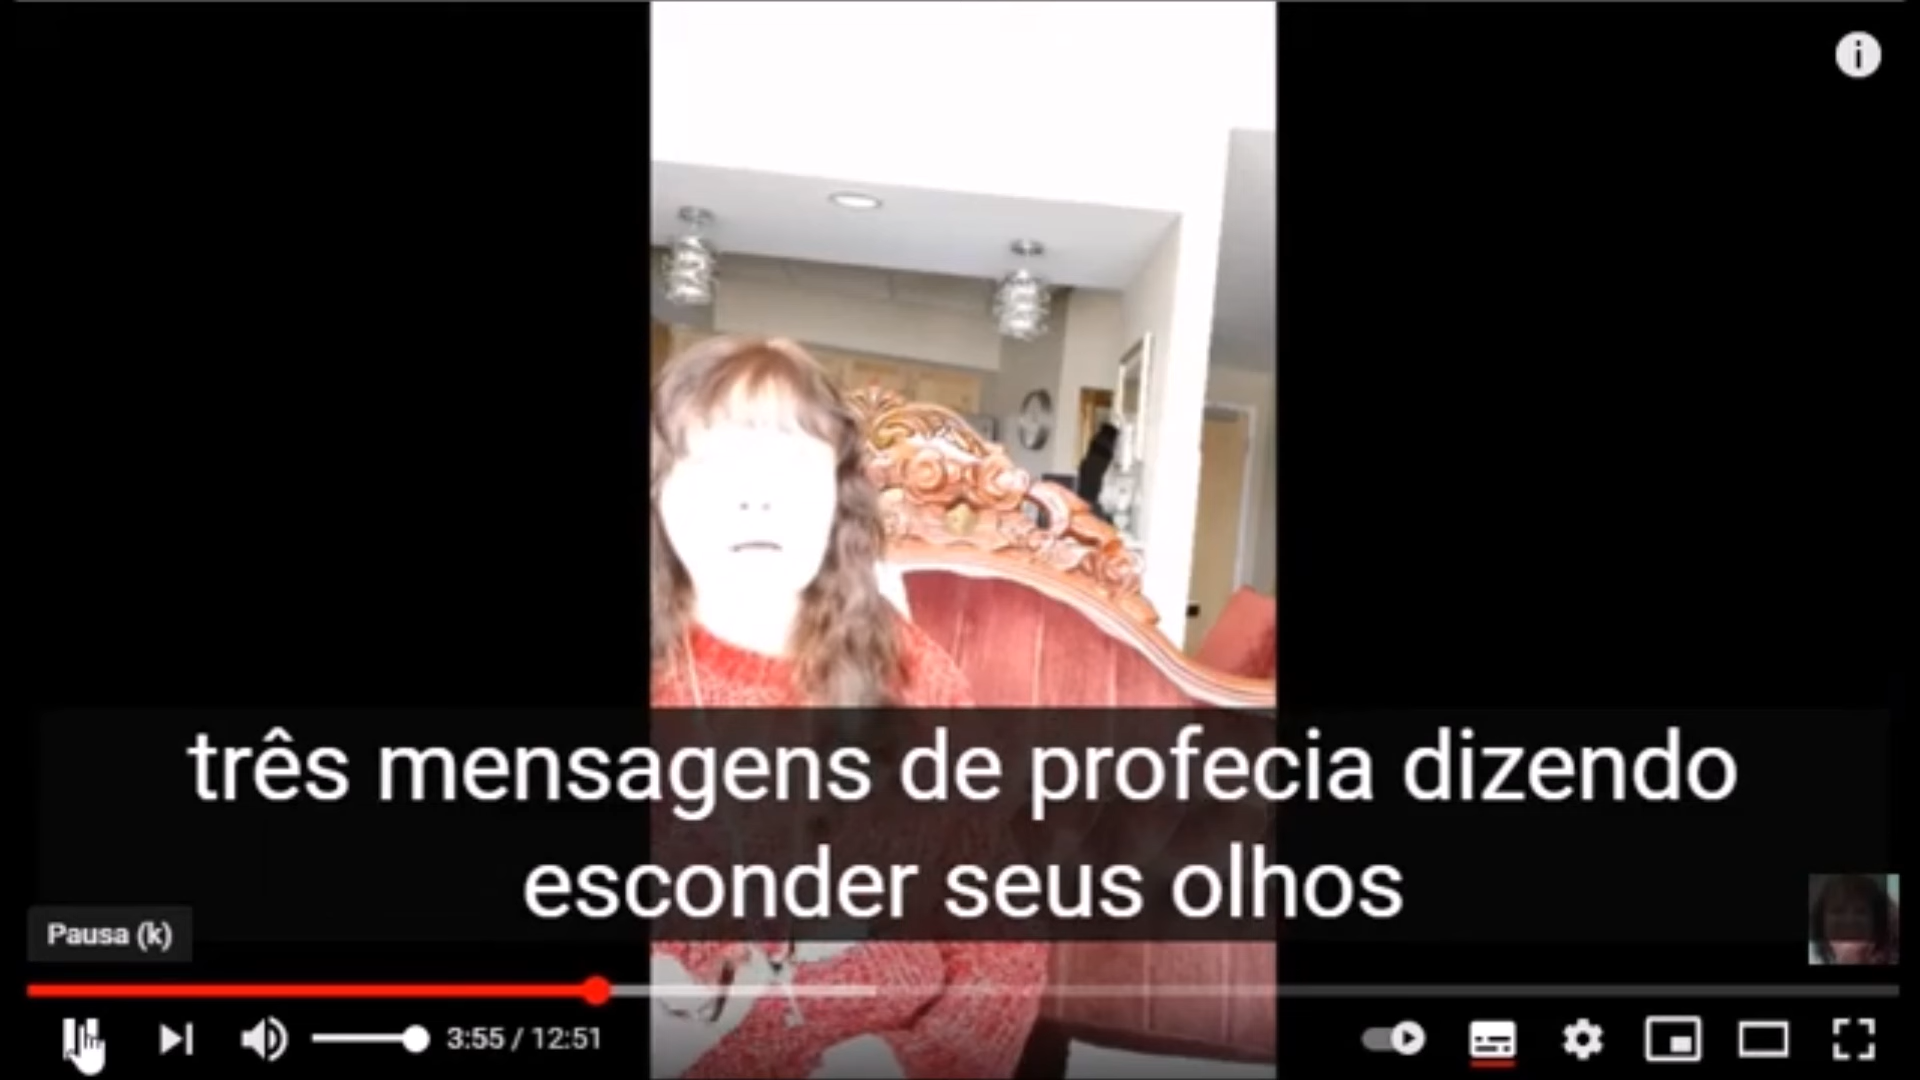 três mensagens de profecia dizendo
esconder seus olhos
Pausa (k)
3:55 / 12:51